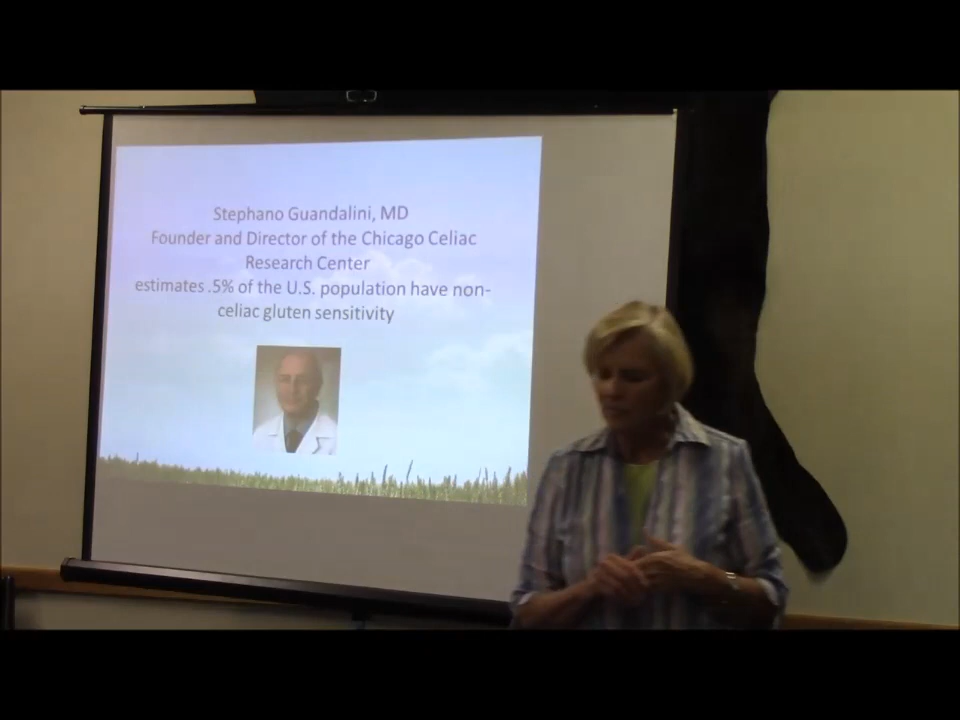 Stephano Guandalini, MD
Founder and Director of the Chicago Celiac
Research Center
estimates .5% of the U.S. population have non-
celiac gluten sensitivity